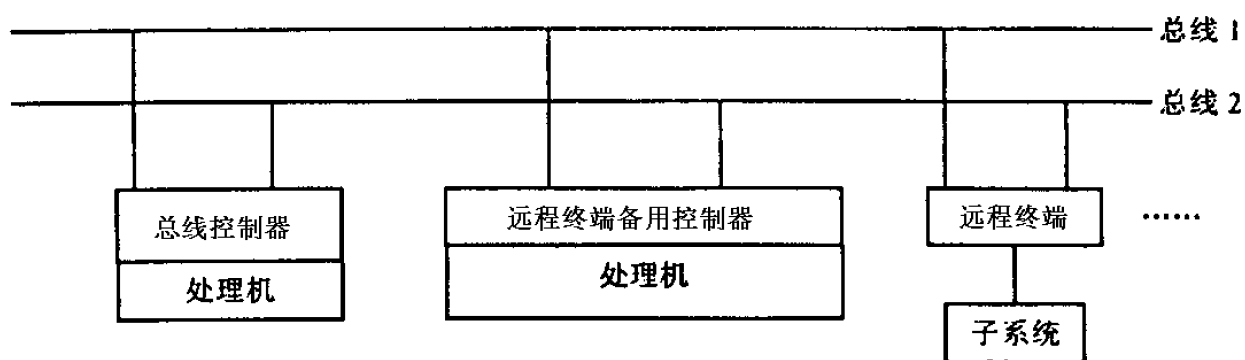 总线 1
总线 2
总线控制器
处理机
远程终端备用控制器
处理机
远程终端
……
子系统